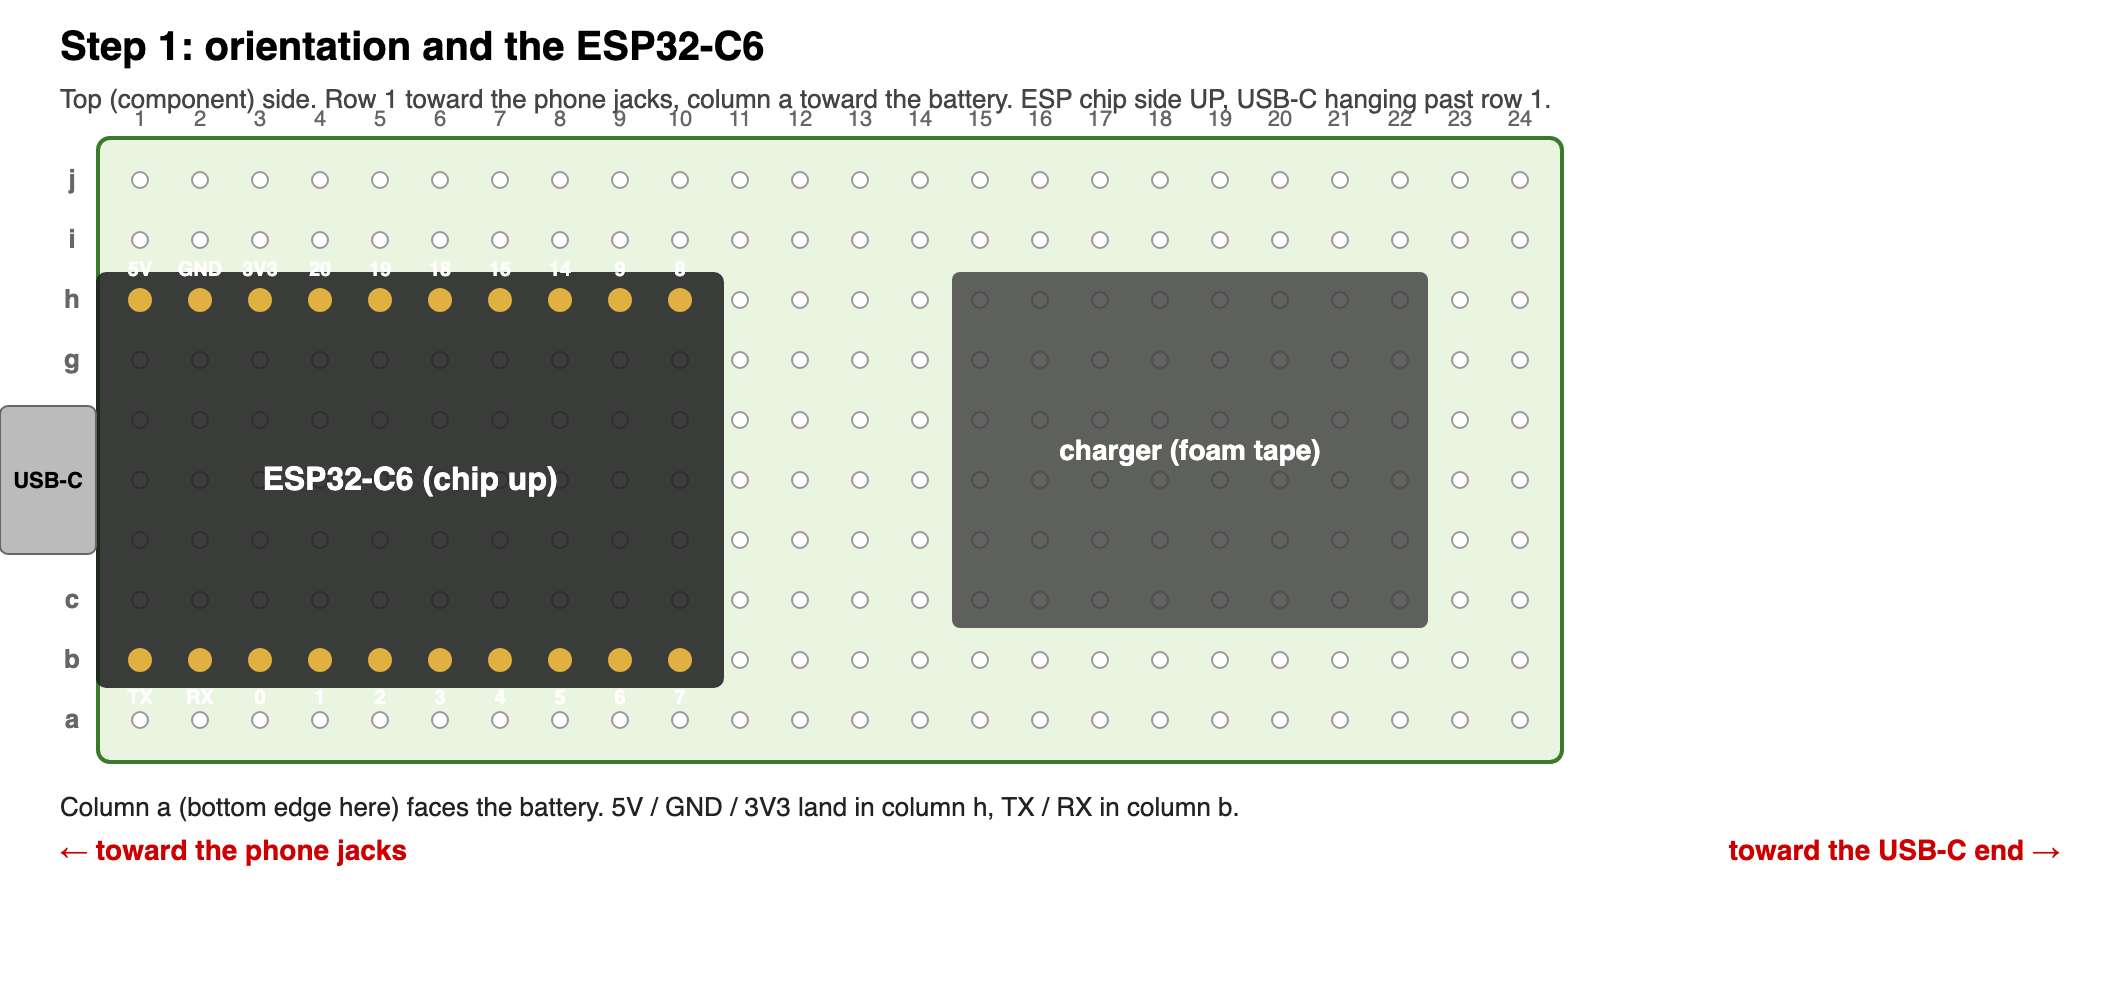 Step 1: orientation and the ESP32-C6
Top (component) side. Row 1 toward the phone jacks, column a toward the battery. ESP chip side UP, USB-C hanging past row 1.
1 2 3 4 5 6 7 8 9 10 11 12 13 14 15 16 17 18 19 20 21 22 23 24
j
i
5V GND 3V3 20 19 18 15 14 9 8
h
g
charger (foam tape)
USB-C
ESP32-C6 (chip up)
c
b
TX RX 0 1 2 3 4 5 6 7
a
Column a (bottom edge here) faces the battery. 5V / GND / 3V3 land in column h, TX / RX in column b.
← toward the phone jacks
toward the USB-C end →